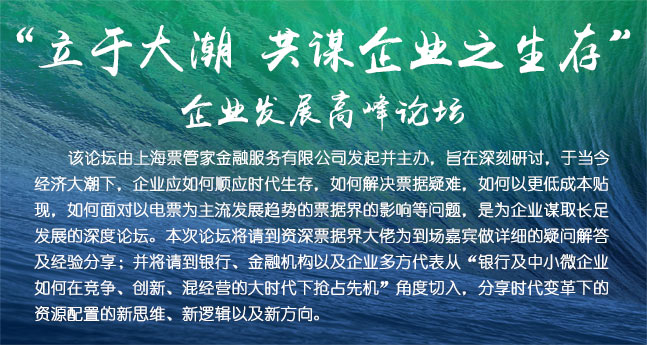 “立于大潮 共谋企业之生存”
企业发展高峰论坛
该论坛由上海票管家金融服务有限公司发起并主办，旨在深刻研讨，于当今
经济大潮下，企业应如何顺应时代生存，如何解决票据疑难，如何以更低成本贴
现，如何面对以电票为主流发展趋势的票据界的影响等问题，是为企业谋取长足
发展的深度论坛。本次论坛将请到资深票据界大佬为到场嘉宾做详细的疑问解答
及经验分享；并将请到银行、金融机构以及企业多方代表从“银行及中小微企业
如何在竞争、创新、混经营的大时代下抢占先机”角度切入，分享时代变革下的
资源配置的新思维、新逻辑以及新方向。